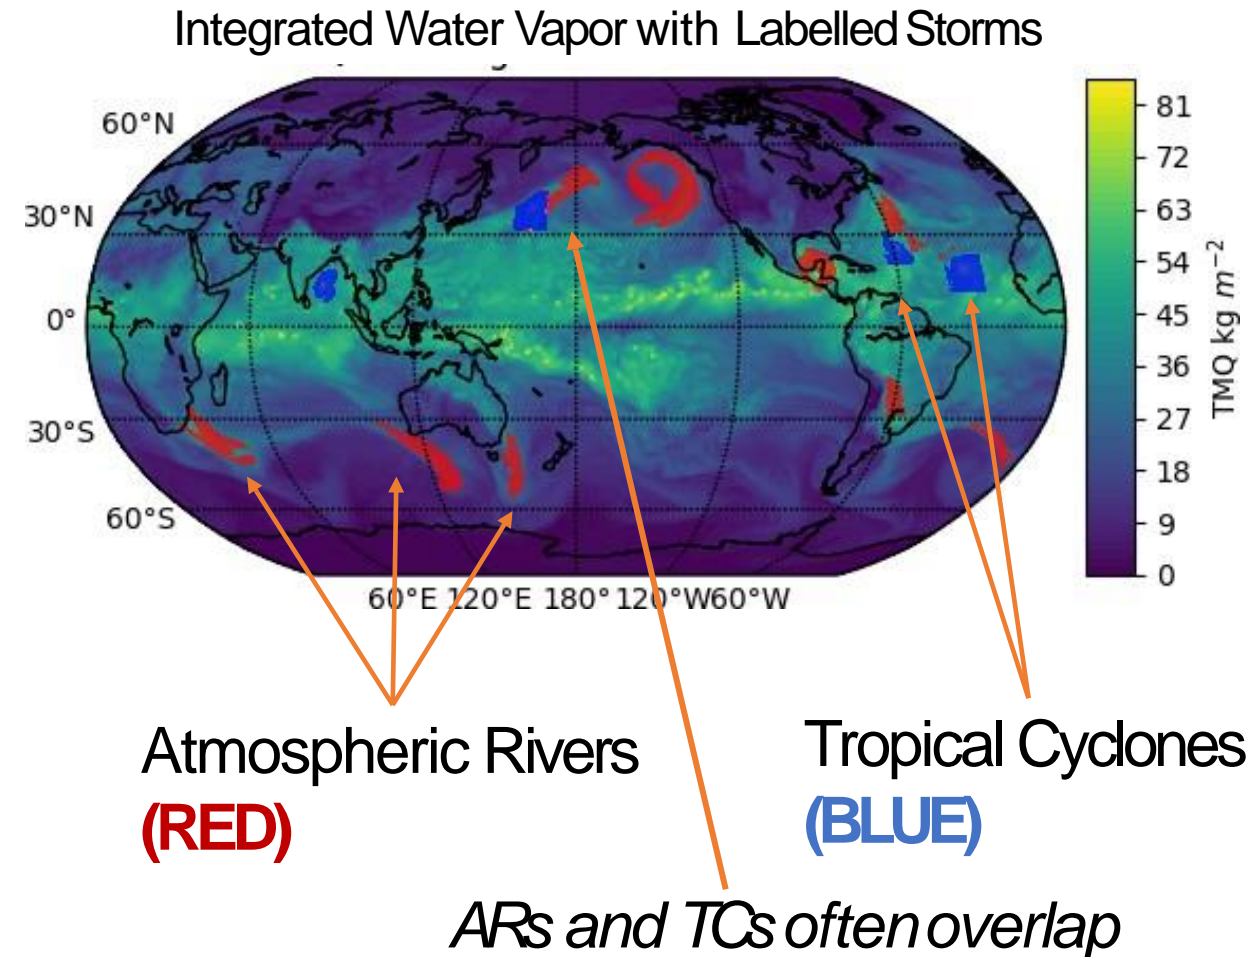 Integrated Water Vapor with Labelled Storms
60°N
30°N
0°
30°S
60°S
60°E 120°E 180° 120°W 60°W
81
72
63
54
45
36
27
18
9
0
TMQ kg m⁻²
Atmospheric Rivers
(RED)
Tropical Cyclones
(BLUE)
ARs and TCs often overlap